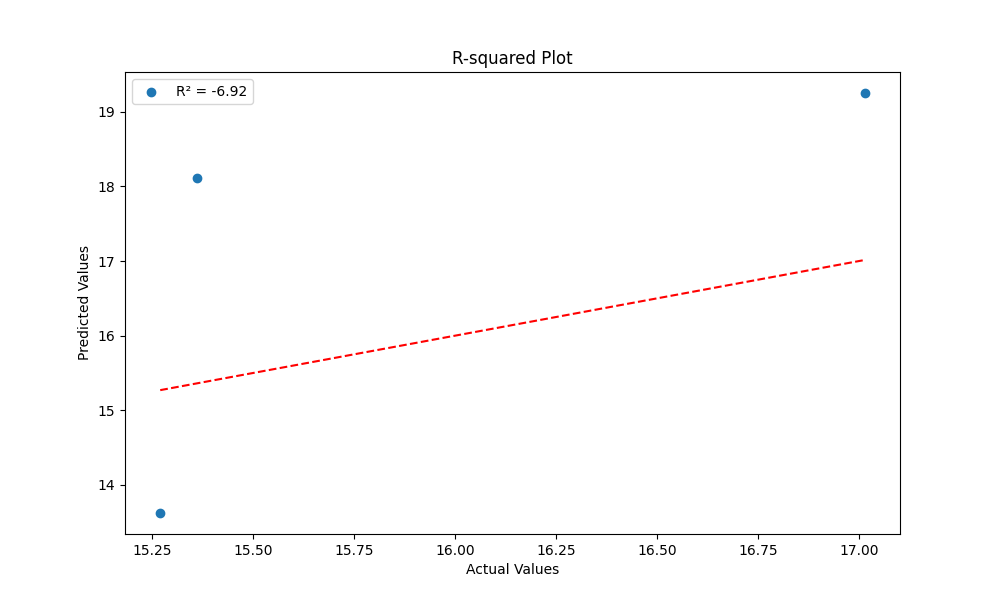 R-squared Plot
R² = -6.92
19
18
17
16
15
14
Predicted Values
15.25 15.50 15.75 16.00 16.25 16.50 16.75 17.00
Actual Values